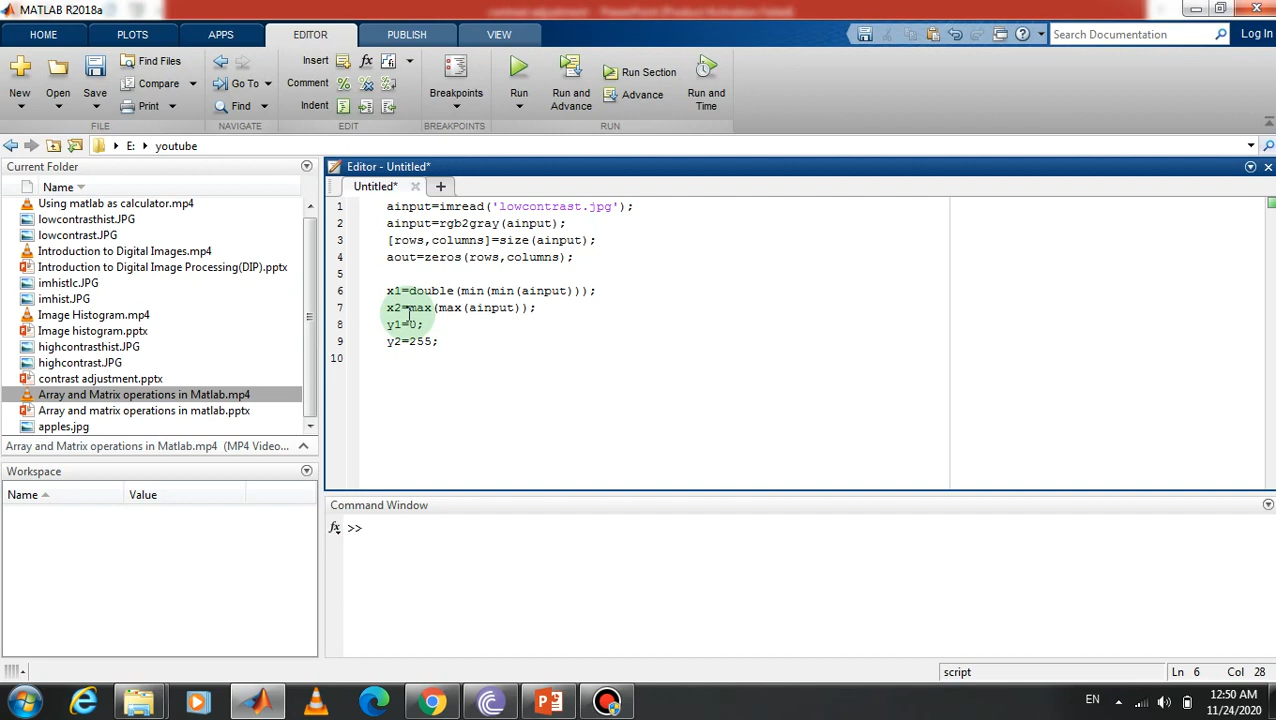 MATLAB R2018a
HOME PLOTS APPS EDITOR PUBLISH VIEW Search Documentation Log In
New Open Save Find Files Compare Print
Go To Find
Insert Comment Indent
Breakpoints
Run Run and Advance Run Section Advance Run and Time
FILE NAVIGATE EDIT BREAKPOINTS RUN
E: youtube
Current Folder
Name
Using matlab as calculator.mp4
lowcontrasthist.JPG
lowcontrast.JPG
Introduction to Digital Images.mp4
Introduction to Digital Image Processing(DIP).pptx
imhistlc.JPG
imhist.JPG
Image Histogram.mp4
Image histogram.pptx
highcontrasthist.JPG
highcontrast.JPG
contrast adjustment.pptx
Array and Matrix operations in Matlab.mp4
Array and matrix operations in matlab.pptx
apples.jpg
Array and Matrix operations in Matlab.mp4 (MP4 Video...
Workspace
Name Value
Editor - Untitled*
Untitled*
1 ainput=imread('lowcontrast.jpg');
2 ainput=rgb2gray(ainput);
3 [rows,columns]=size(ainput);
4 aout=zeros(rows,columns);
5
6 x1=double(min(min(ainput)));
7 x2=max(max(ainput));
8 y1=0;
9 y2=255;
10
Command Window
fx >>
script Ln 6 Col 28
EN 12:50 AM
11/24/2020